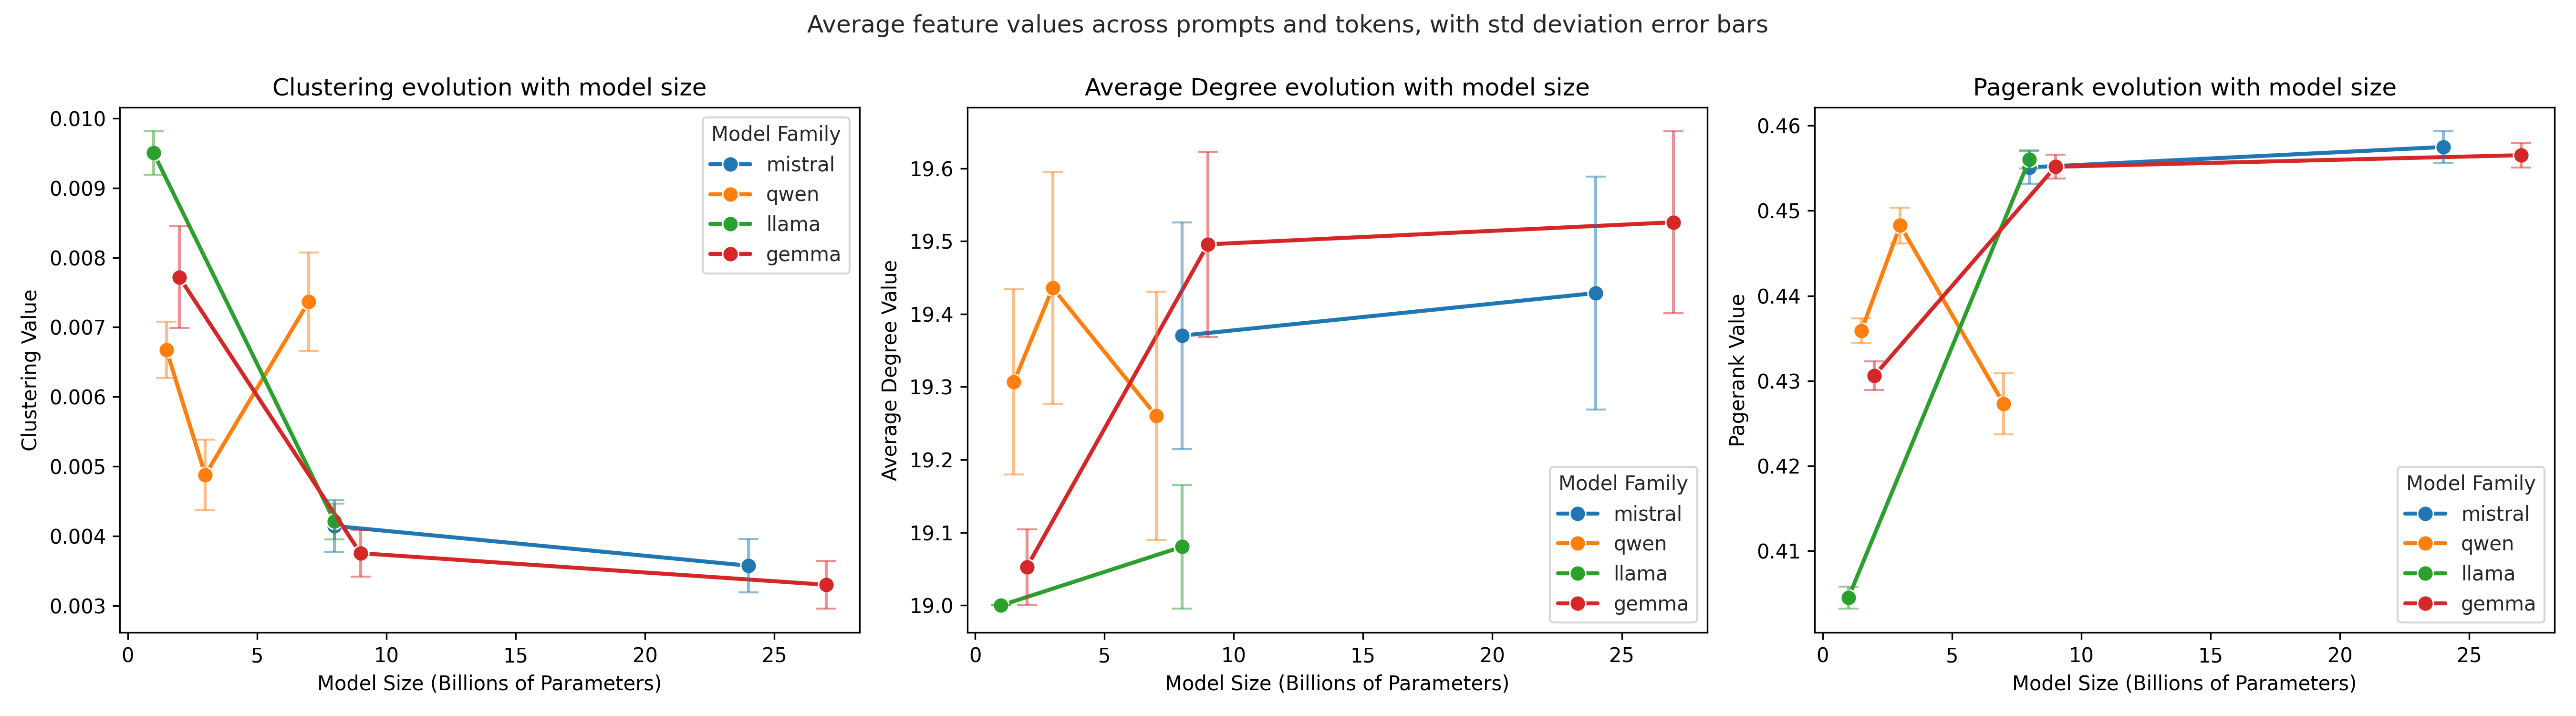 Average feature values across prompts and tokens, with std deviation error bars
Clustering evolution with model size
Clustering Value
0.010
0.009
0.008
0.007
0.006
0.005
0.004
0.003
0
5
10
15
20
25
Model Size (Billions of Parameters)
Model Family
mistral
qwen
llama
gemma
Average Degree evolution with model size
Average Degree Value
19.6
19.5
19.4
19.3
19.2
19.1
19.0
0
5
10
15
20
25
Model Size (Billions of Parameters)
Model Family
mistral
qwen
llama
gemma
Pagerank evolution with model size
Pagerank Value
0.46
0.45
0.44
0.43
0.42
0.41
0
5
10
15
20
25
Model Size (Billions of Parameters)
Model Family
mistral
qwen
llama
gemma